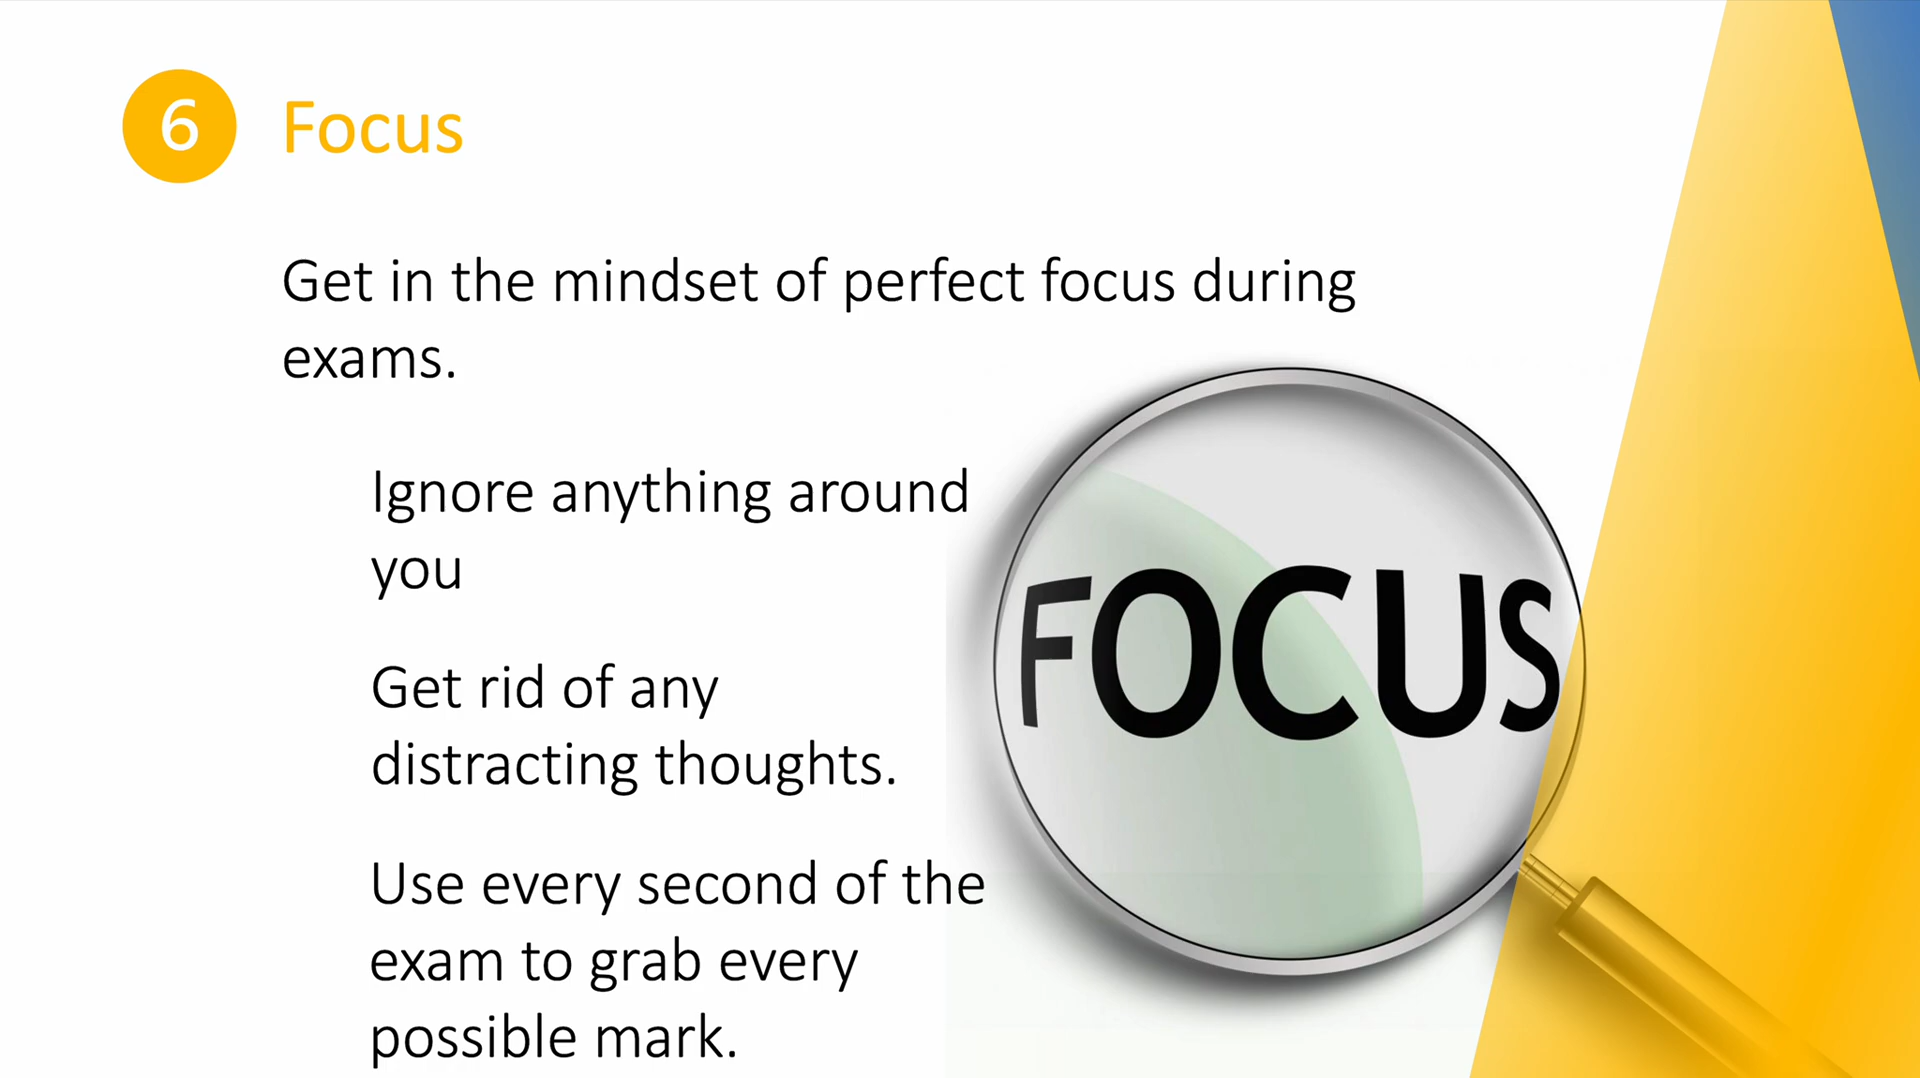 6 Focus
Get in the mindset of perfect focus during
exams.
Ignore anything around
you
Get rid of any
distracting thoughts.
Use every second of the
exam to grab every
possible mark.
FOCUS